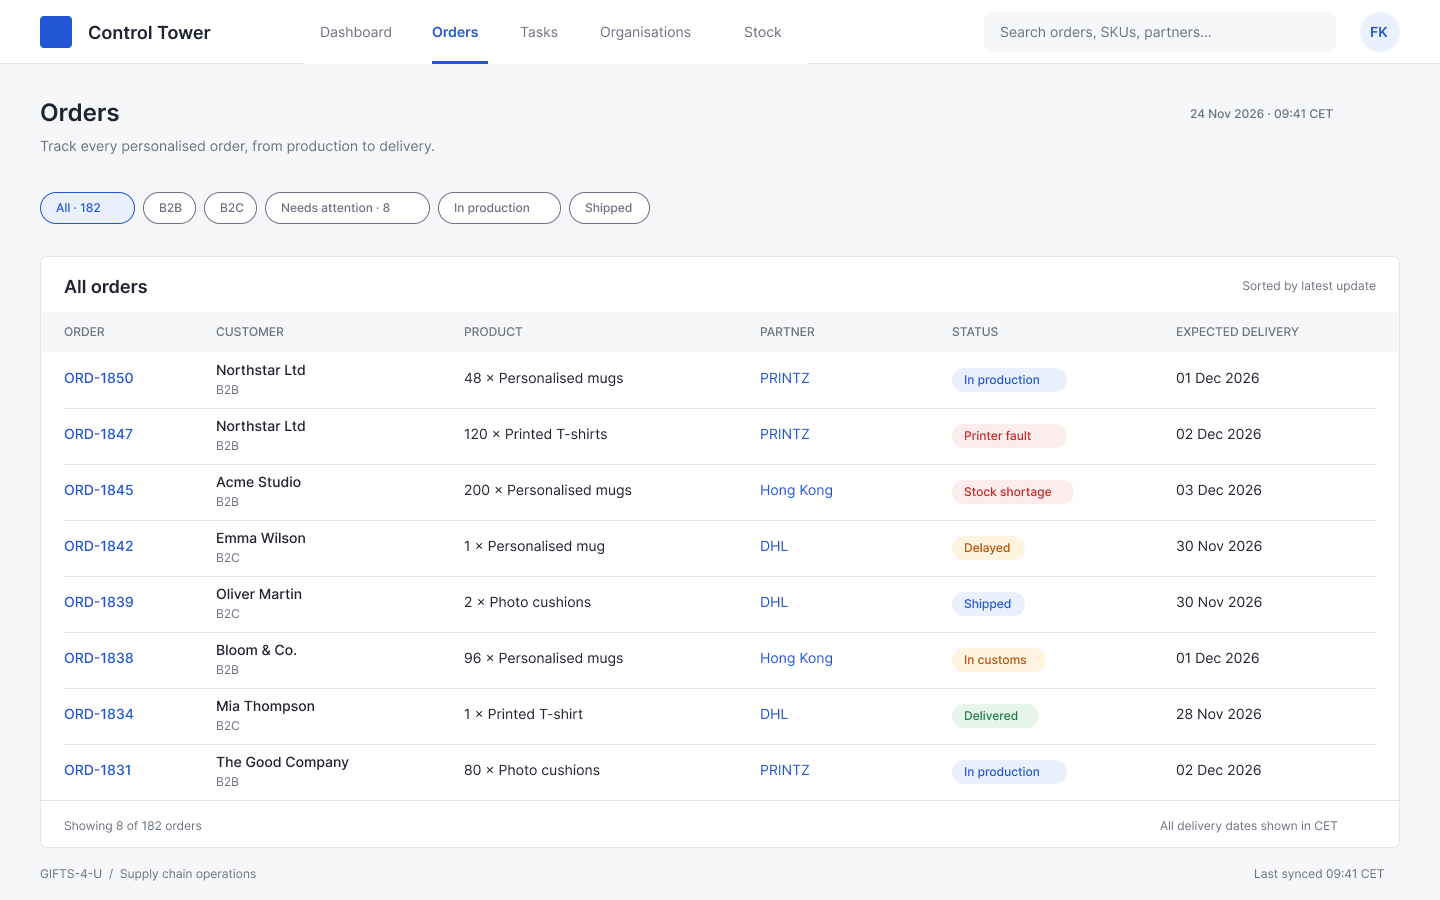 Control Tower Dashboard Orders Tasks Organisations Stock Search orders, SKUs, partners... FK
Orders 24 Nov 2026 · 09:41 CET
Track every personalised order, from production to delivery.
All · 182 B2B B2C Needs attention · 8 In production Shipped
All orders Sorted by latest update
ORDER CUSTOMER PRODUCT PARTNER STATUS EXPECTED DELIVERY
ORD-1850 Northstar Ltd 48 × Personalised mugs PRINTZ In production 01 Dec 2026
B2B
ORD-1847 Northstar Ltd 120 × Printed T-shirts PRINTZ Printer fault 02 Dec 2026
B2B
ORD-1845 Acme Studio 200 × Personalised mugs Hong Kong Stock shortage 03 Dec 2026
B2B
ORD-1842 Emma Wilson 1 × Personalised mug DHL Delayed 30 Nov 2026
B2C
ORD-1839 Oliver Martin 2 × Photo cushions DHL Shipped 30 Nov 2026
B2C
ORD-1838 Bloom & Co. 96 × Personalised mugs Hong Kong In customs 01 Dec 2026
B2B
ORD-1834 Mia Thompson 1 × Printed T-shirt DHL Delivered 28 Nov 2026
B2C
ORD-1831 The Good Company 80 × Photo cushions PRINTZ In production 02 Dec 2026
B2B
Showing 8 of 182 orders All delivery dates shown in CET
GIFTS-4-U / Supply chain operations Last synced 09:41 CET